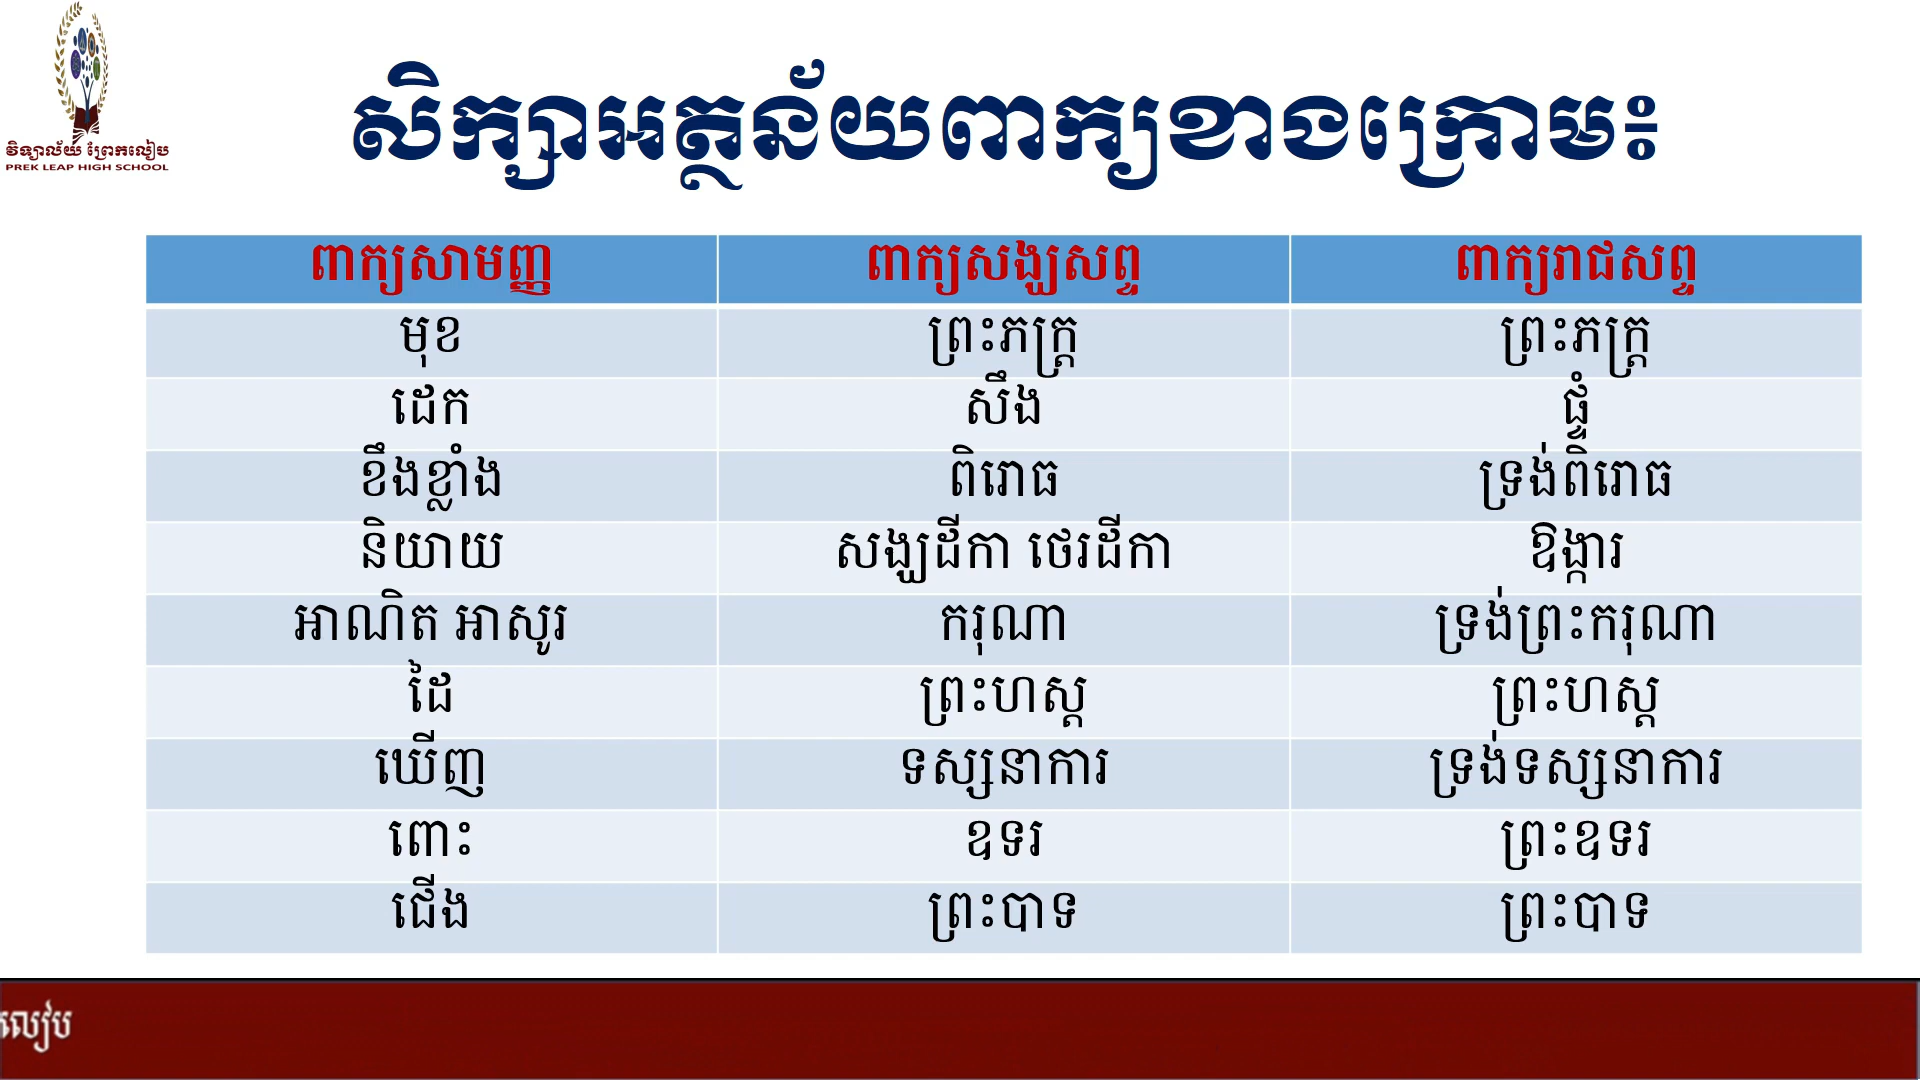 វិទ្យាល័យ ព្រែកលៀប
PREK LEAP HIGH SCHOOL
សិក្សាអត្ថន័យពាក្យខាងក្រោម៖
ពាក្យសាមញ្ញ ពាក្យសង្ឃសព្ទ ពាក្យរាជសព្ទ
មុខ ព្រះភក្ត្រ ព្រះភក្ត្រ
ដេក សឹង ផ្ទំ
ខឹងខ្លាំង ពិរោធ ទ្រង់ពិរោធ
និយាយ សង្ឃដីកា ថេរដីកា ឱង្ការ
អាណិត អាសូរ ករុណា ទ្រង់ព្រះករុណា
ដៃ ព្រះហស្ត ព្រះហស្ត
ឃើញ ទស្សនាការ ទ្រង់ទស្សនាការ
ពោះ ឧទរ ព្រះឧទរ
ជើង ព្រះបាទ ព្រះបាទ
លៀប